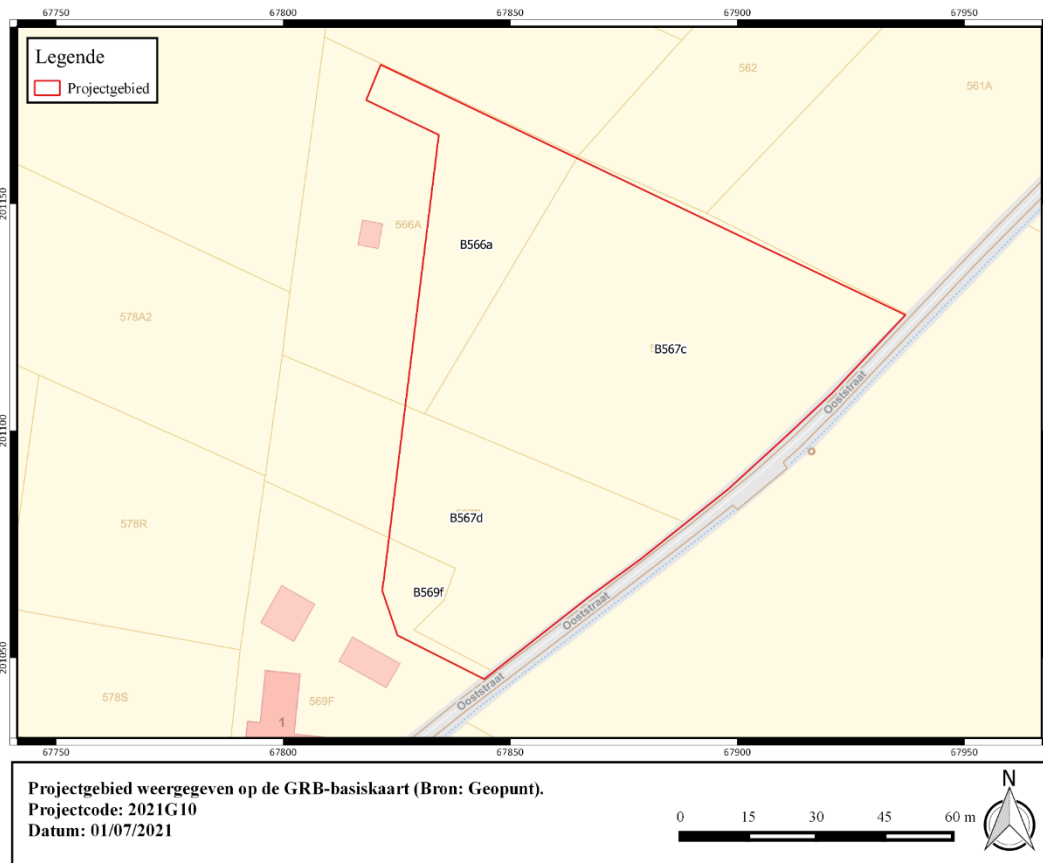 67750 67800 67850 67900 67950
Legende
Projectgebied
562
561A
201150
566A
B566a
578A2
B567c
Ooststraat
201100
578R
B567d
B569f
Ooststraat
201050
Ooststraat
578S
569F
1
67750 67800 67850 67900 67950
Projectgebied weergegeven op de GRB-basiskaart (Bron: Geopunt).
Projectcode: 2021G10
Datum: 01/07/2021
0 15 30 45 60 m
N